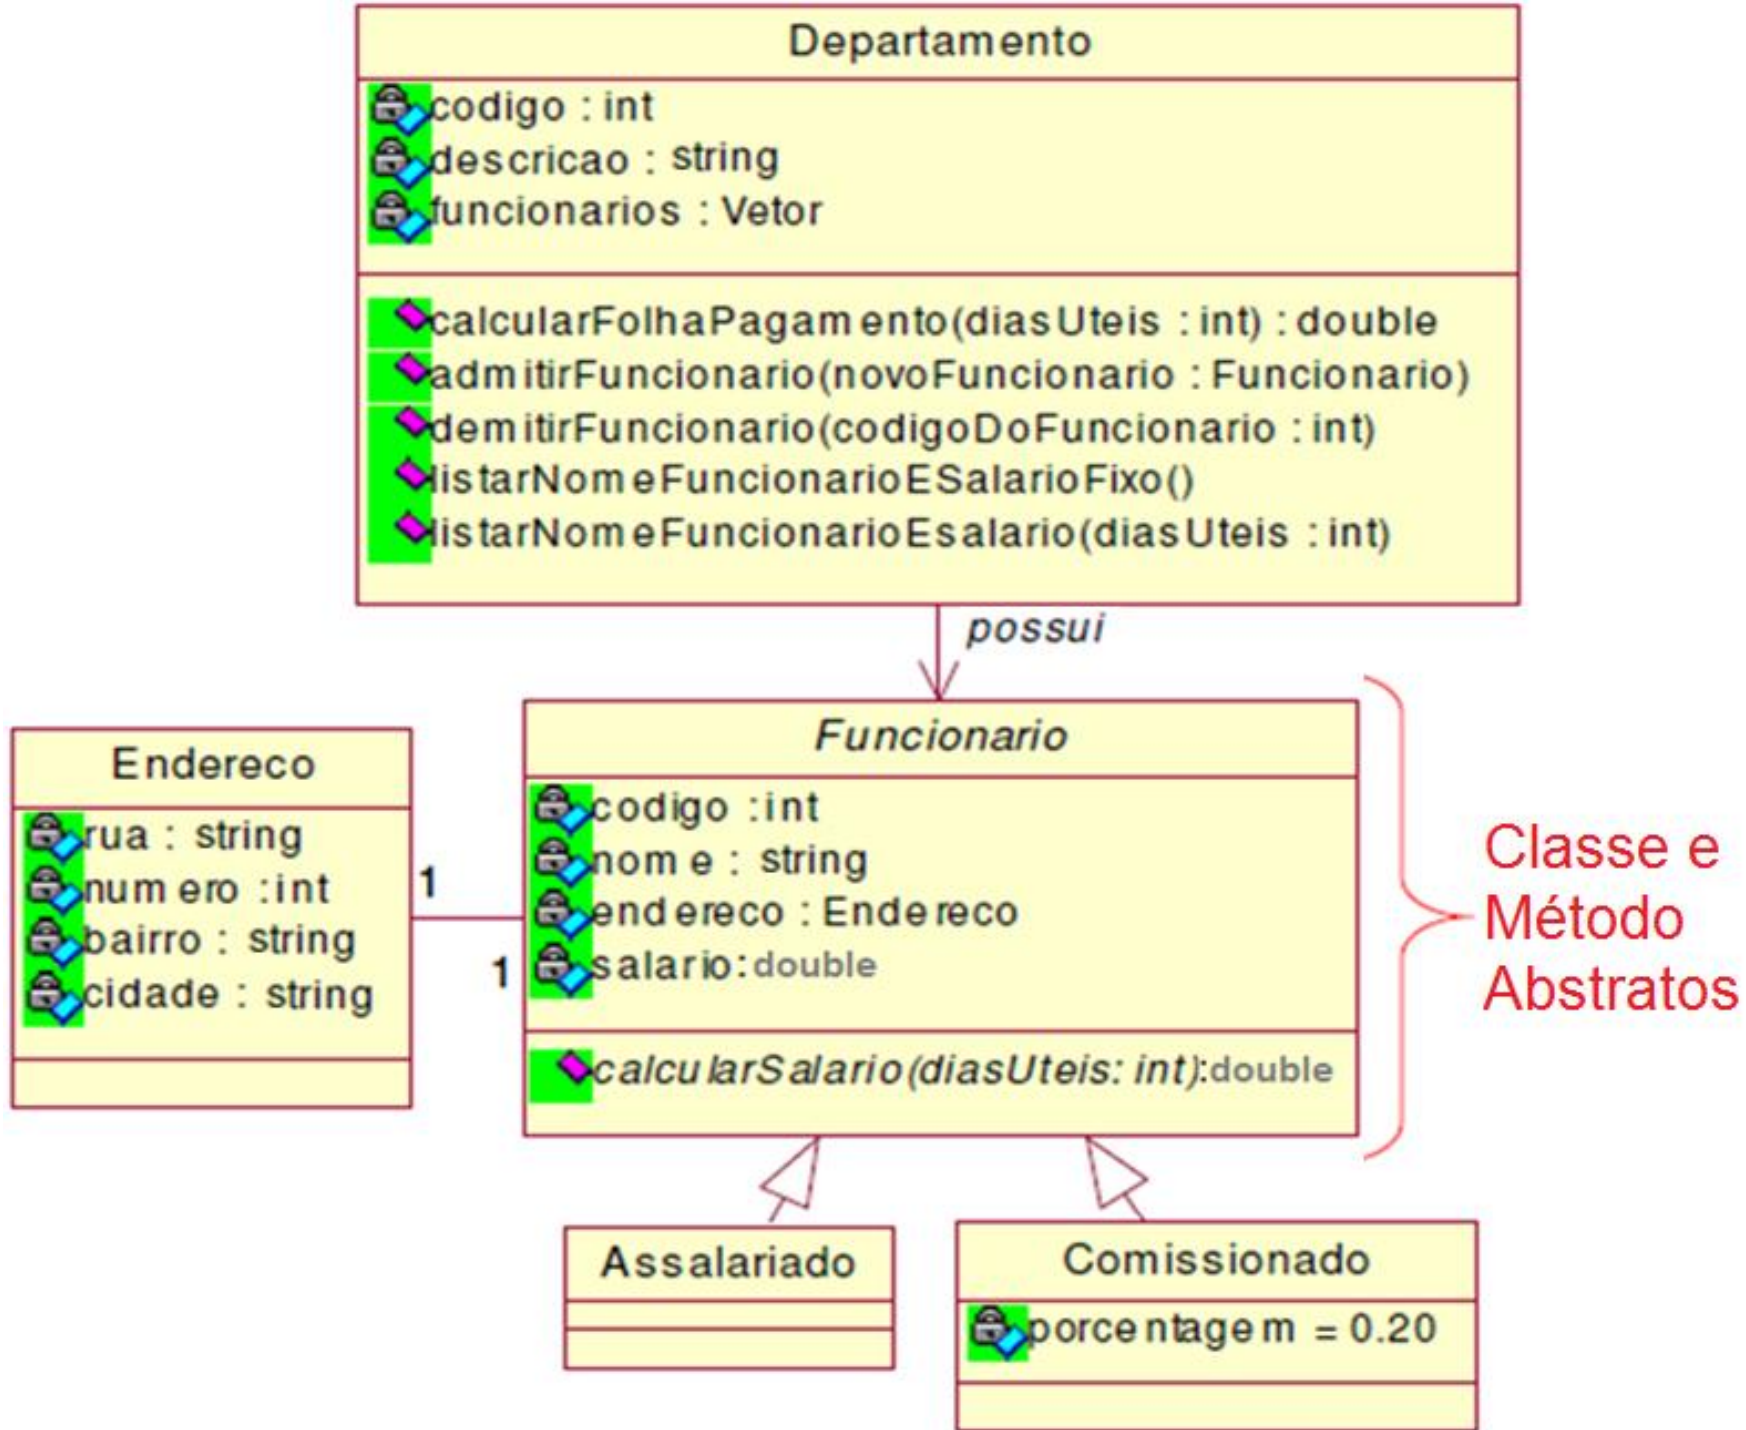 Departamento
codigo : int
descricao : string
funcionarios : Vetor
calcularFolhaPagamento(diasUteis : int) : double
admitirFuncionario(novoFuncionario : Funcionario)
demitirFuncionario(codigoDoFuncionario : int)
listarNomeFuncionarioESalarioFixo()
listarNomeFuncionarioEsalario(diasUteis : int)
possui
Endereco
rua : string
numero :int
bairro : string
cidade : string
1
1
Funcionario
codigo :int
nome : string
endereco : Endereco
salario:double
calcularSalario(diasUteis: int):double
Classe e
Método
Abstratos
Assalariado
Comissionado
porcentagem = 0.20